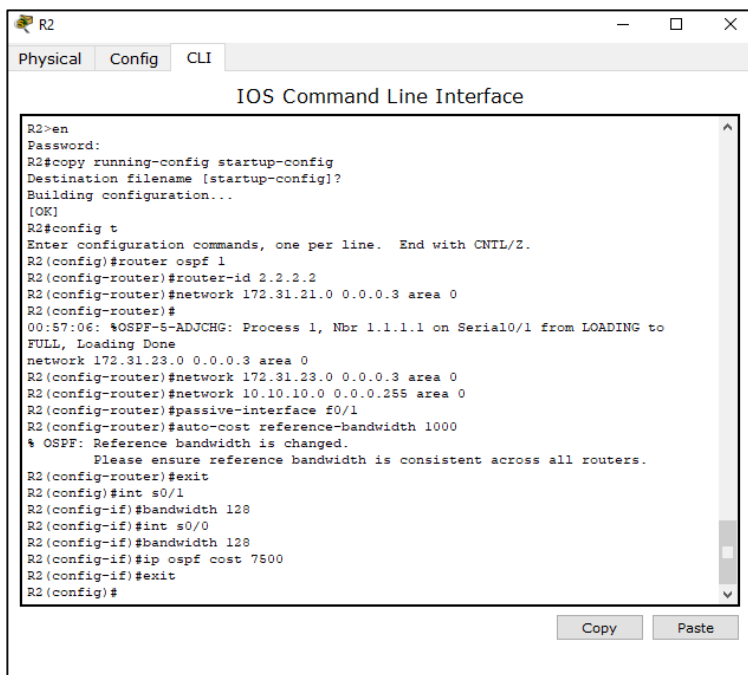 R2
Physical Config CLI
IOS Command Line Interface
R2>en
Password:
R2#copy running-config startup-config
Destination filename [startup-config]?
Building configuration...
[OK]
R2#config t
Enter configuration commands, one per line.  End with CNTL/Z.
R2(config)#router ospf 1
R2(config-router)#router-id 2.2.2.2
R2(config-router)#network 172.31.21.0 0.0.0.3 area 0
R2(config-router)#
00:57:06: %OSPF-5-ADJCHG: Process 1, Nbr 1.1.1.1 on Serial0/1 from LOADING to
FULL, Loading Done
network 172.31.23.0 0.0.0.3 area 0
R2(config-router)#network 172.31.23.0 0.0.0.3 area 0
R2(config-router)#network 10.10.10.0 0.0.0.255 area 0
R2(config-router)#passive-interface f0/1
R2(config-router)#auto-cost reference-bandwidth 1000
% OSPF: Reference bandwidth is changed.
        Please ensure reference bandwidth is consistent across all routers.
R2(config-router)#exit
R2(config)#int s0/1
R2(config-if)#bandwidth 128
R2(config-if)#int s0/0
R2(config-if)#bandwidth 128
R2(config-if)#ip ospf cost 7500
R2(config-if)#exit
R2(config)#
Copy Paste